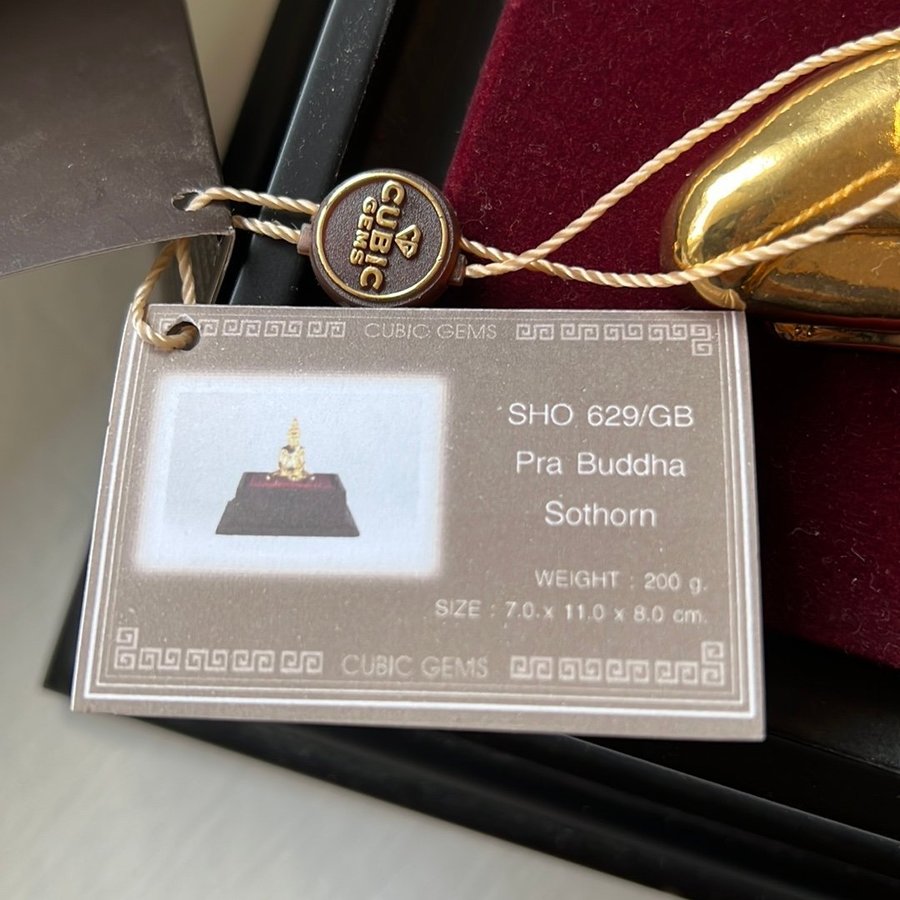 CUBIC
GEMS
CUBIC GEMS
SHO 629/GB
Pra Buddha
Sothorn
WEIGHT : 200 g.
SIZE : 7.0 x 11.0 x 8.0 cm.
CUBIC GEMS